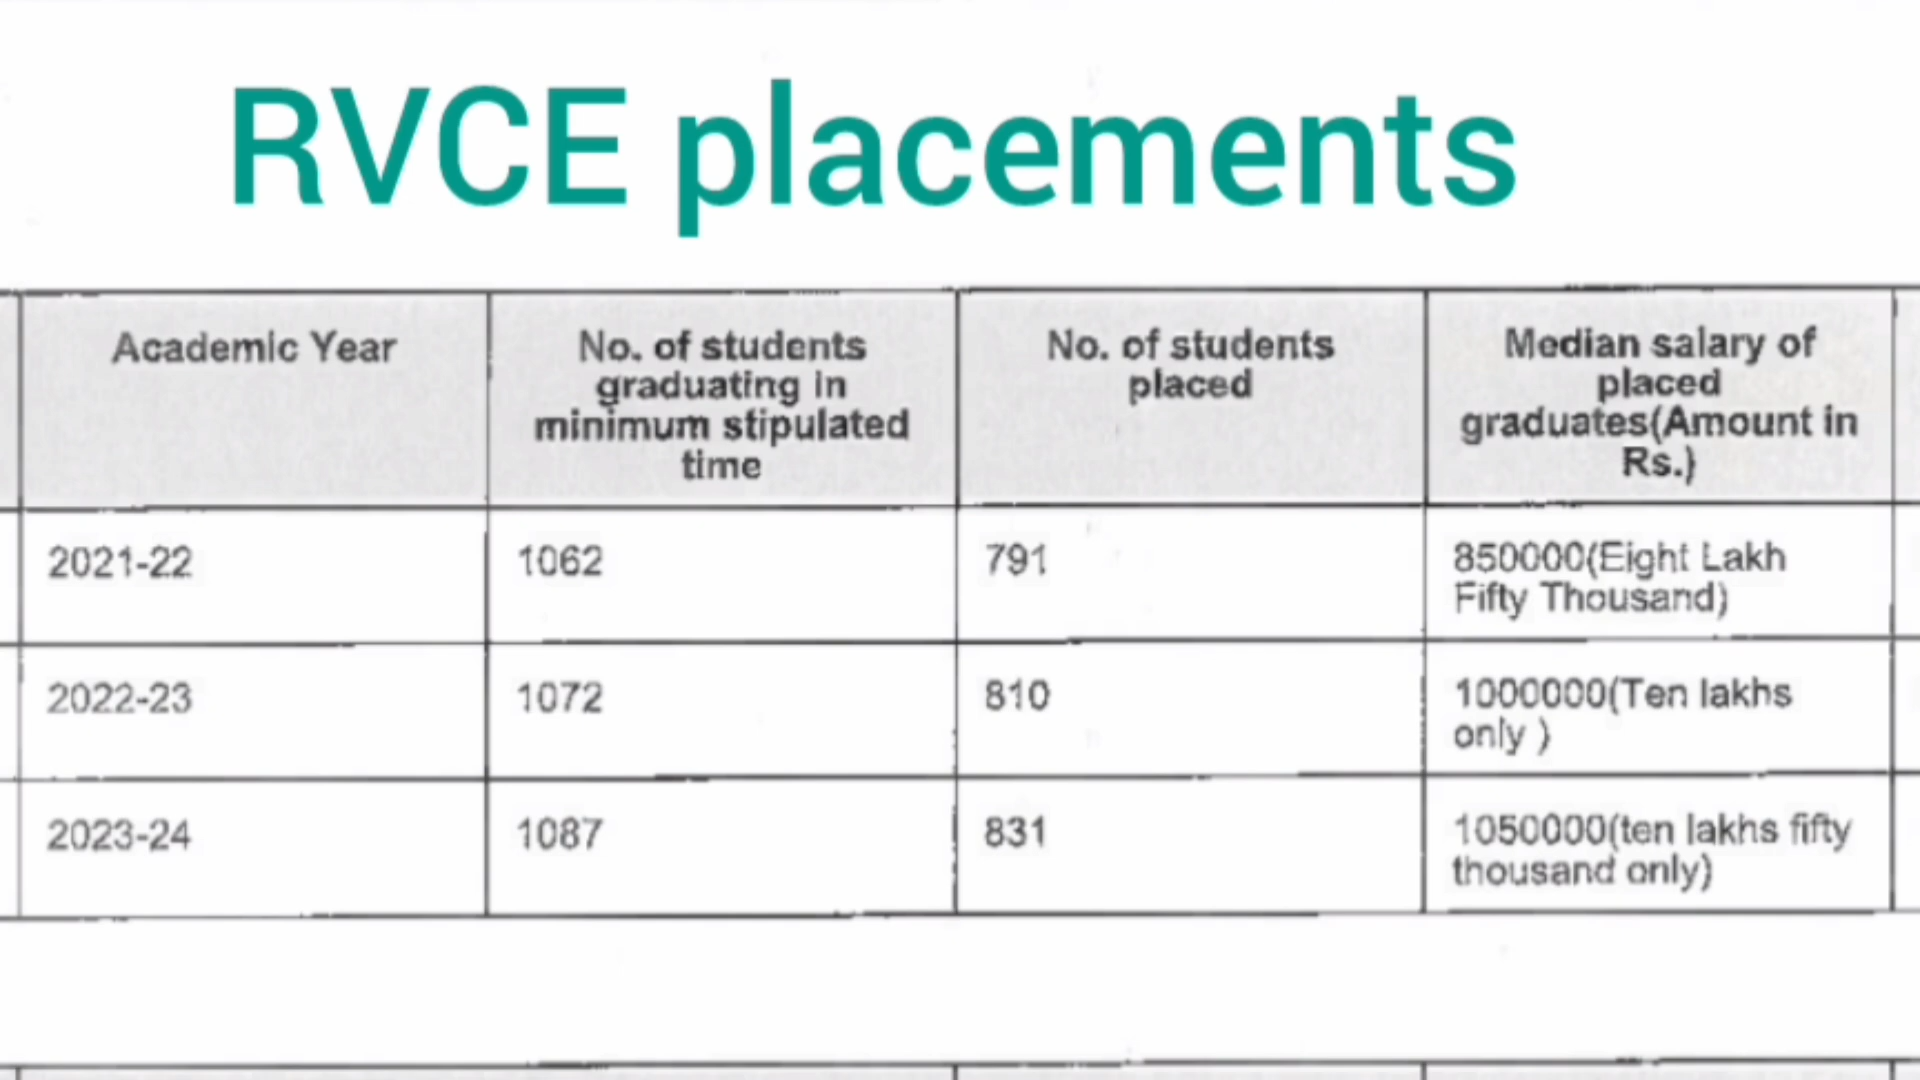 RVCE placements
Academic Year
No. of students
graduating in
minimum stipulated
time
No. of students
placed
Median salary of
placed
graduates(Amount in
Rs.)
2021-22
1062
791
850000(Eight Lakh
Fifty Thousand)
2022-23
1072
810
1000000(Ten lakhs
only )
2023-24
1087
831
1050000(ten lakhs fifty
thousand only)